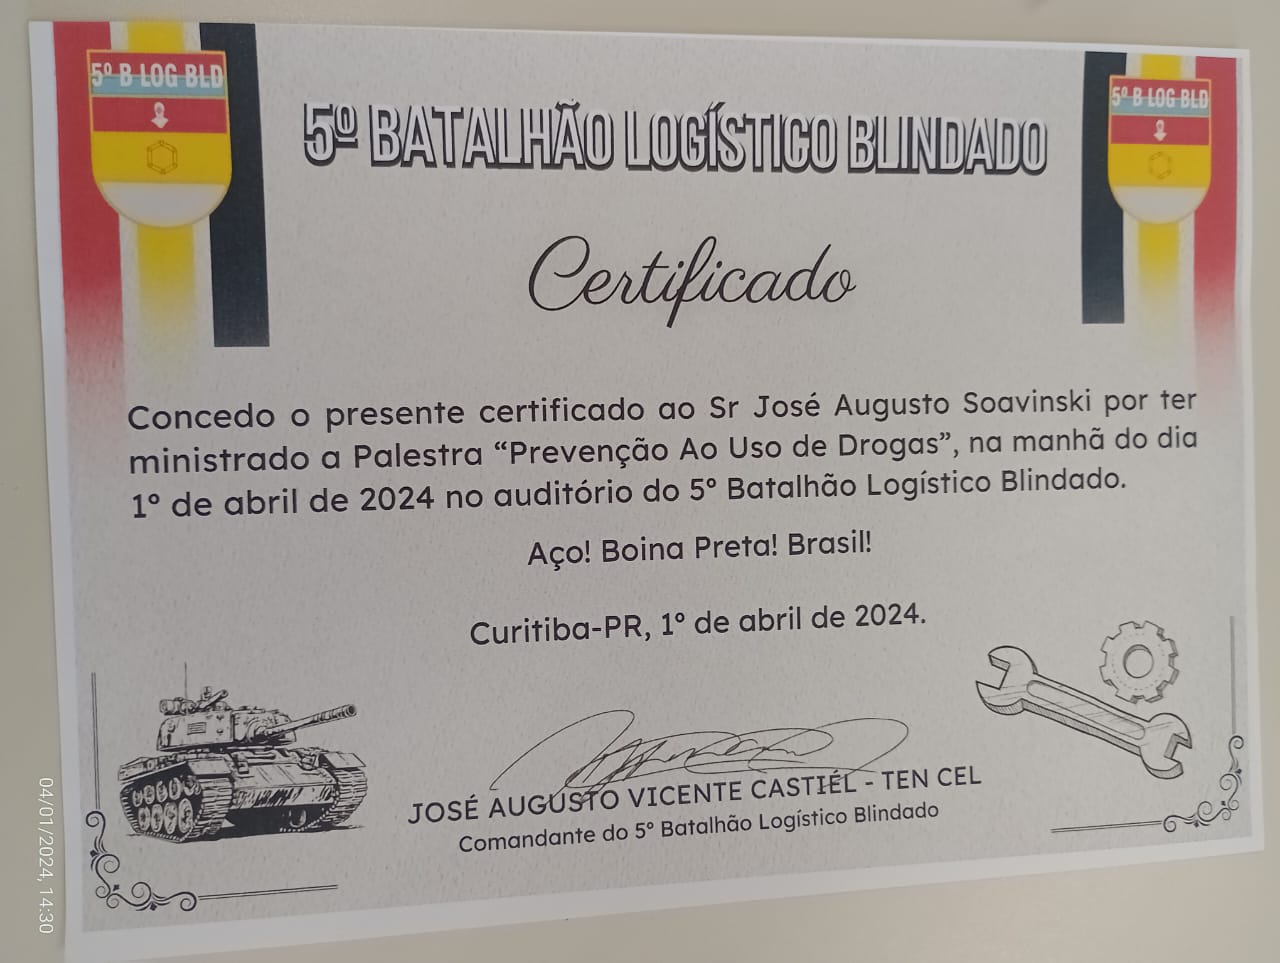 5º B LOG BLD
5º B LOG BLD
5º BATALHÃO LOGÍSTICO BLINDADO
Certificado
Concedo o presente certificado ao Sr José Augusto Soavinski por ter
ministrado a Palestra “Prevenção Ao Uso de Drogas”, na manhã do dia
1º de abril de 2024 no auditório do 5º Batalhão Logístico Blindado.
Aço! Boina Preta! Brasil!
Curitiba-PR, 1º de abril de 2024.
JOSÉ AUGUSTO VICENTE CASTIÉL - TEN CEL
Comandante do 5º Batalhão Logístico Blindado
04/01/2024, 14:30